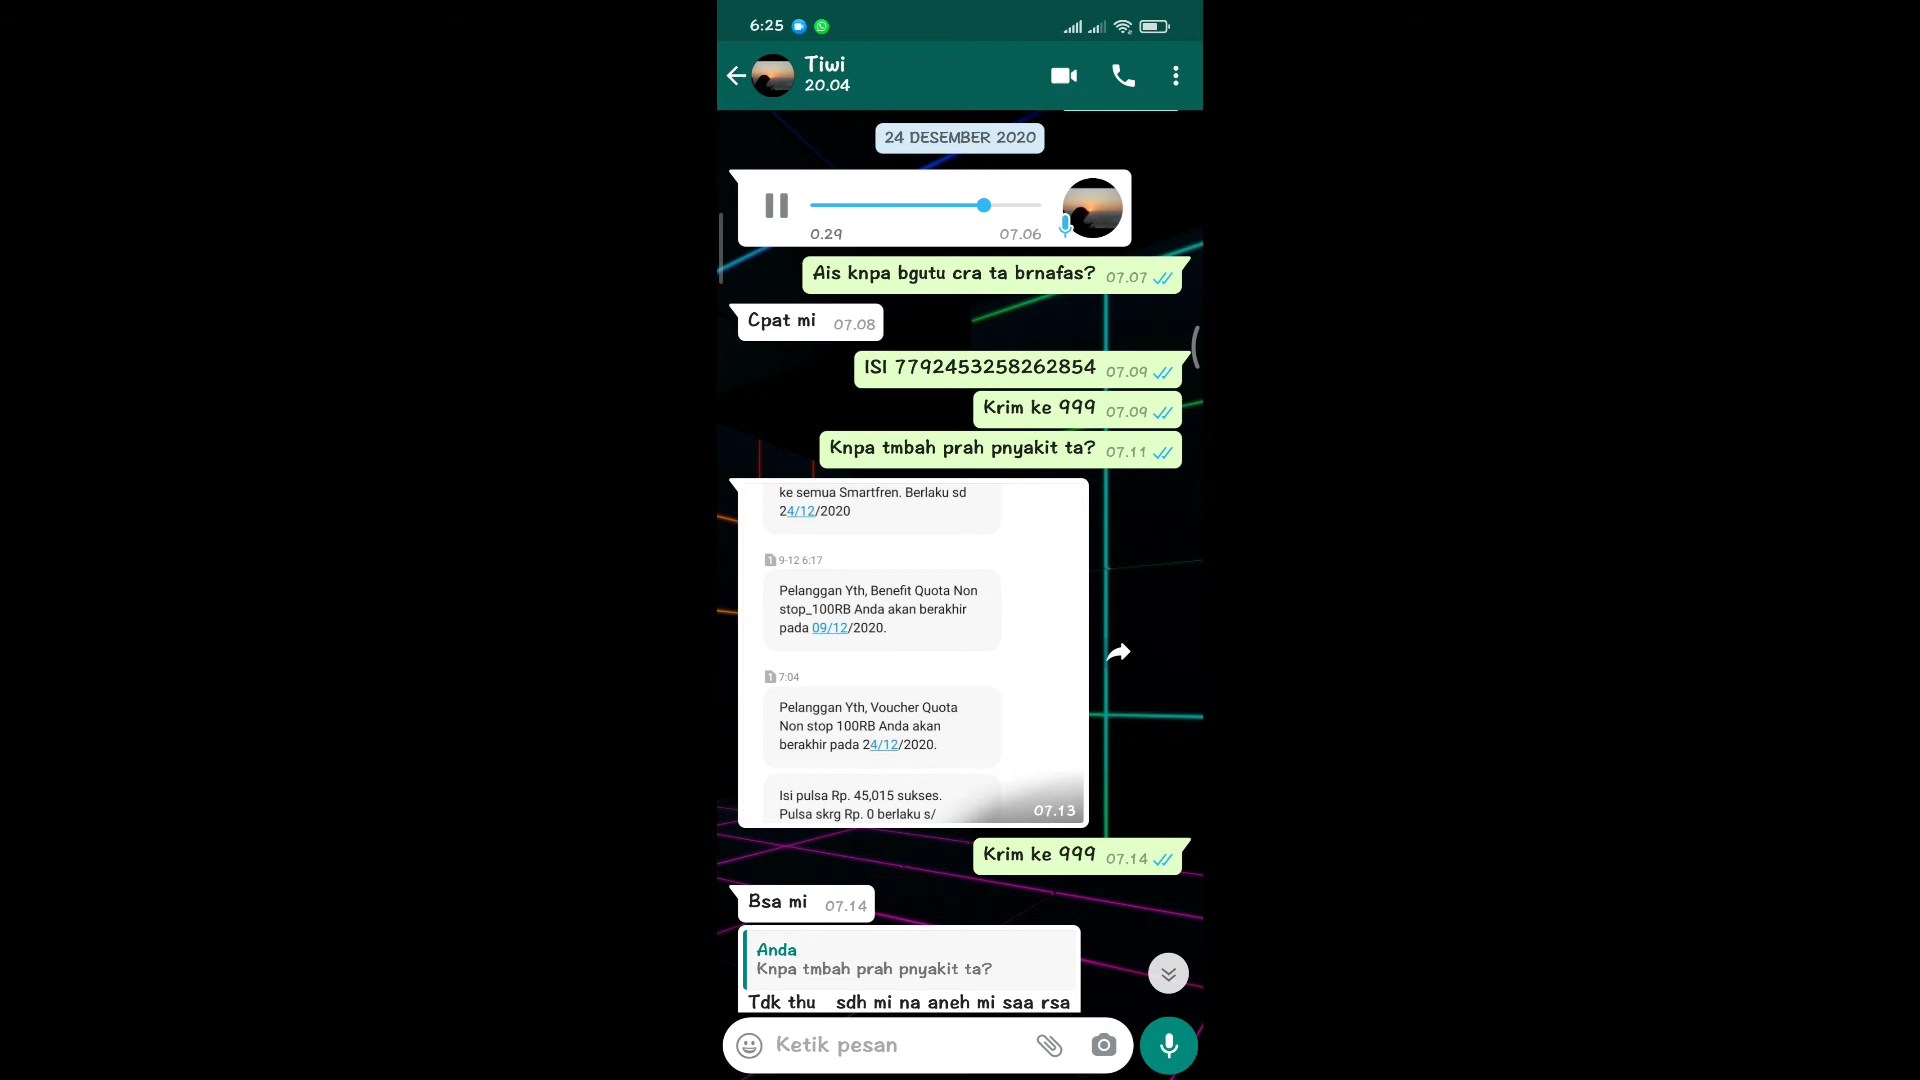 6:25
Tiwi
20.04
24 DESEMBER 2020
0.29 07.06
Ais knpa bgutu cra ta brnafas? 07.07
Cpat mi 07.08
ISI 7792453258262854 07.09
Krim ke 999 07.09
Knpa tmbah prah pnyakit ta? 07.11
ke semua Smartfren. Berlaku sd
24/12/2020
1 9-12 6:17
Pelanggan Yth, Benefit Quota Non
stop_100RB Anda akan berakhir
pada 09/12/2020.
1 7:04
Pelanggan Yth, Voucher Quota
Non stop 100RB Anda akan
berakhir pada 24/12/2020.
Isi pulsa Rp. 45,015 sukses.
Pulsa skrg Rp. 0 berlaku s/
07.13
Krim ke 999 07.14
Bsa mi 07.14
Anda
Knpa tmbah prah pnyakit ta?
Tdk thu sdh mi na aneh mi saa rsa
Ketik pesan